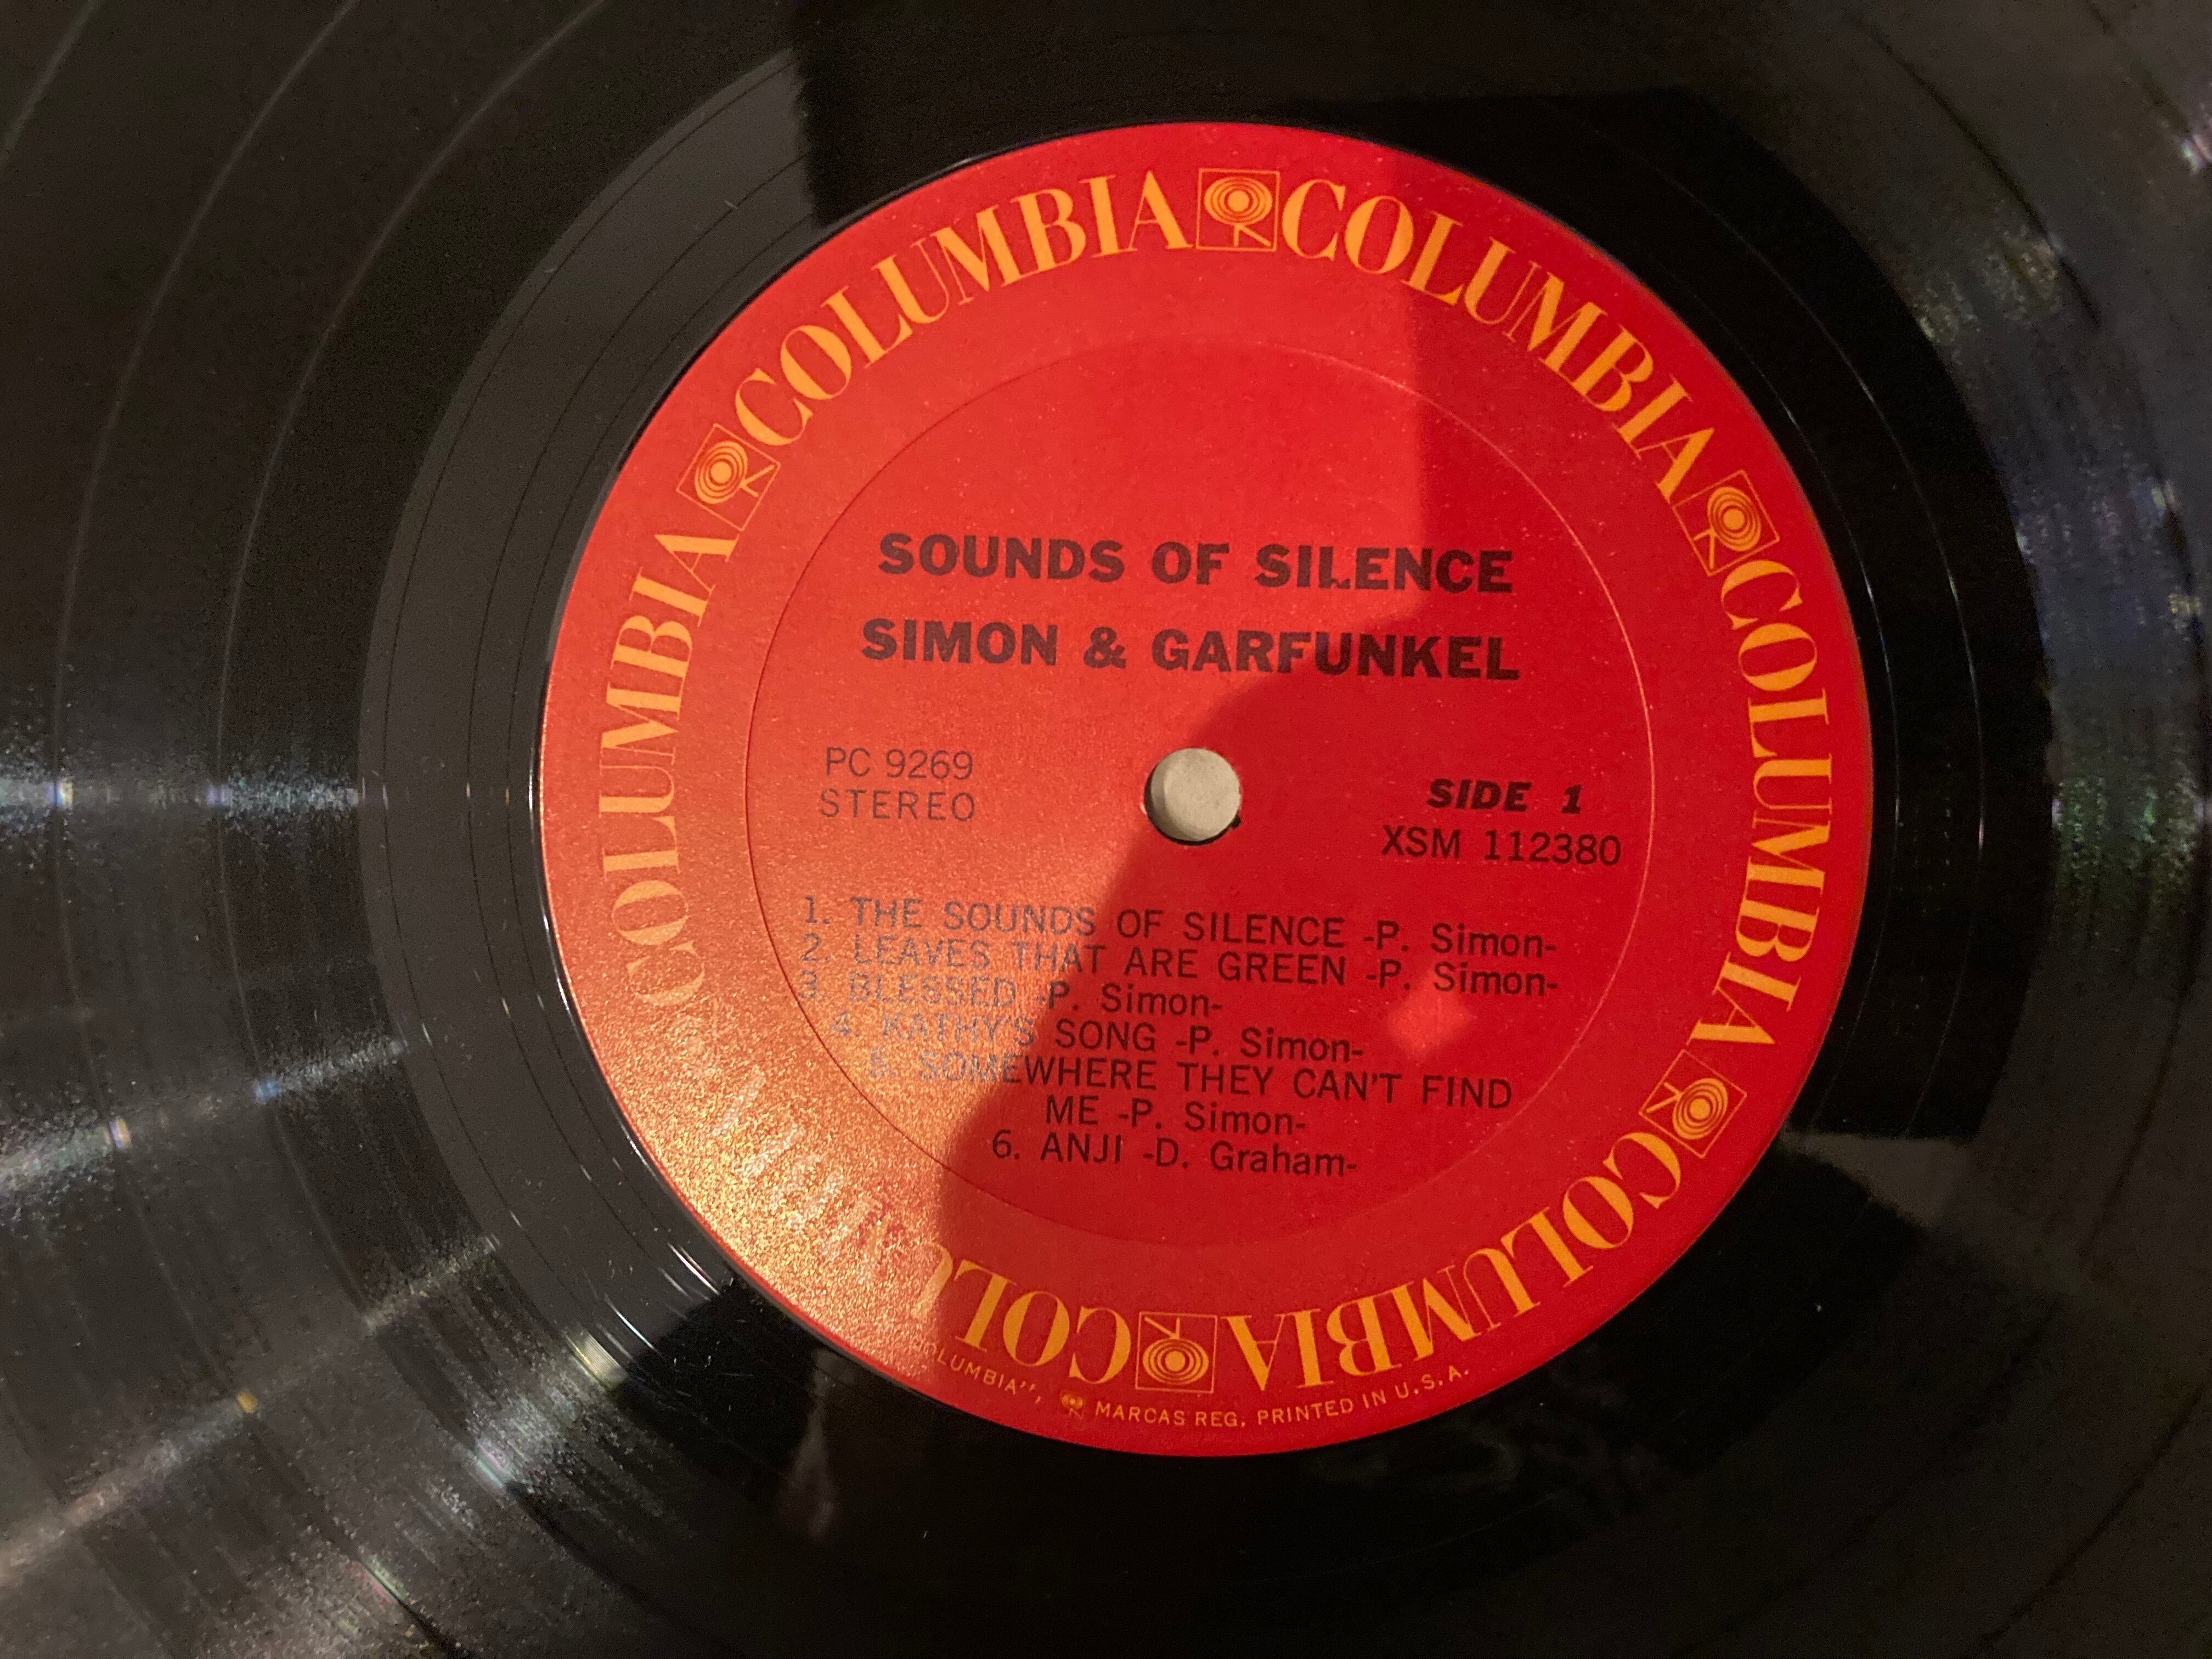 COLUMBIA COLUMBIA COLUMBIA COLUMBIA COLUMBIA COL
SOUNDS OF SILENCE
SIMON & GARFUNKEL
PC 9269
STEREO
SIDE 1
XSM 112380
1. THE SOUNDS OF SILENCE -P. Simon-
2. LEAVES THAT ARE GREEN -P. Simon-
3. BLESSED -P. Simon-
4. KATHY'S SONG -P. Simon-
5. SOMEWHERE THEY CAN'T FIND
ME -P. Simon-
6. ANJI -D. Graham-
MARCAS REG. PRINTED IN U.S.A.